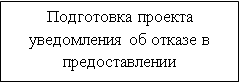 Подготовка проекта
уведомления об отказе в
предоставлении